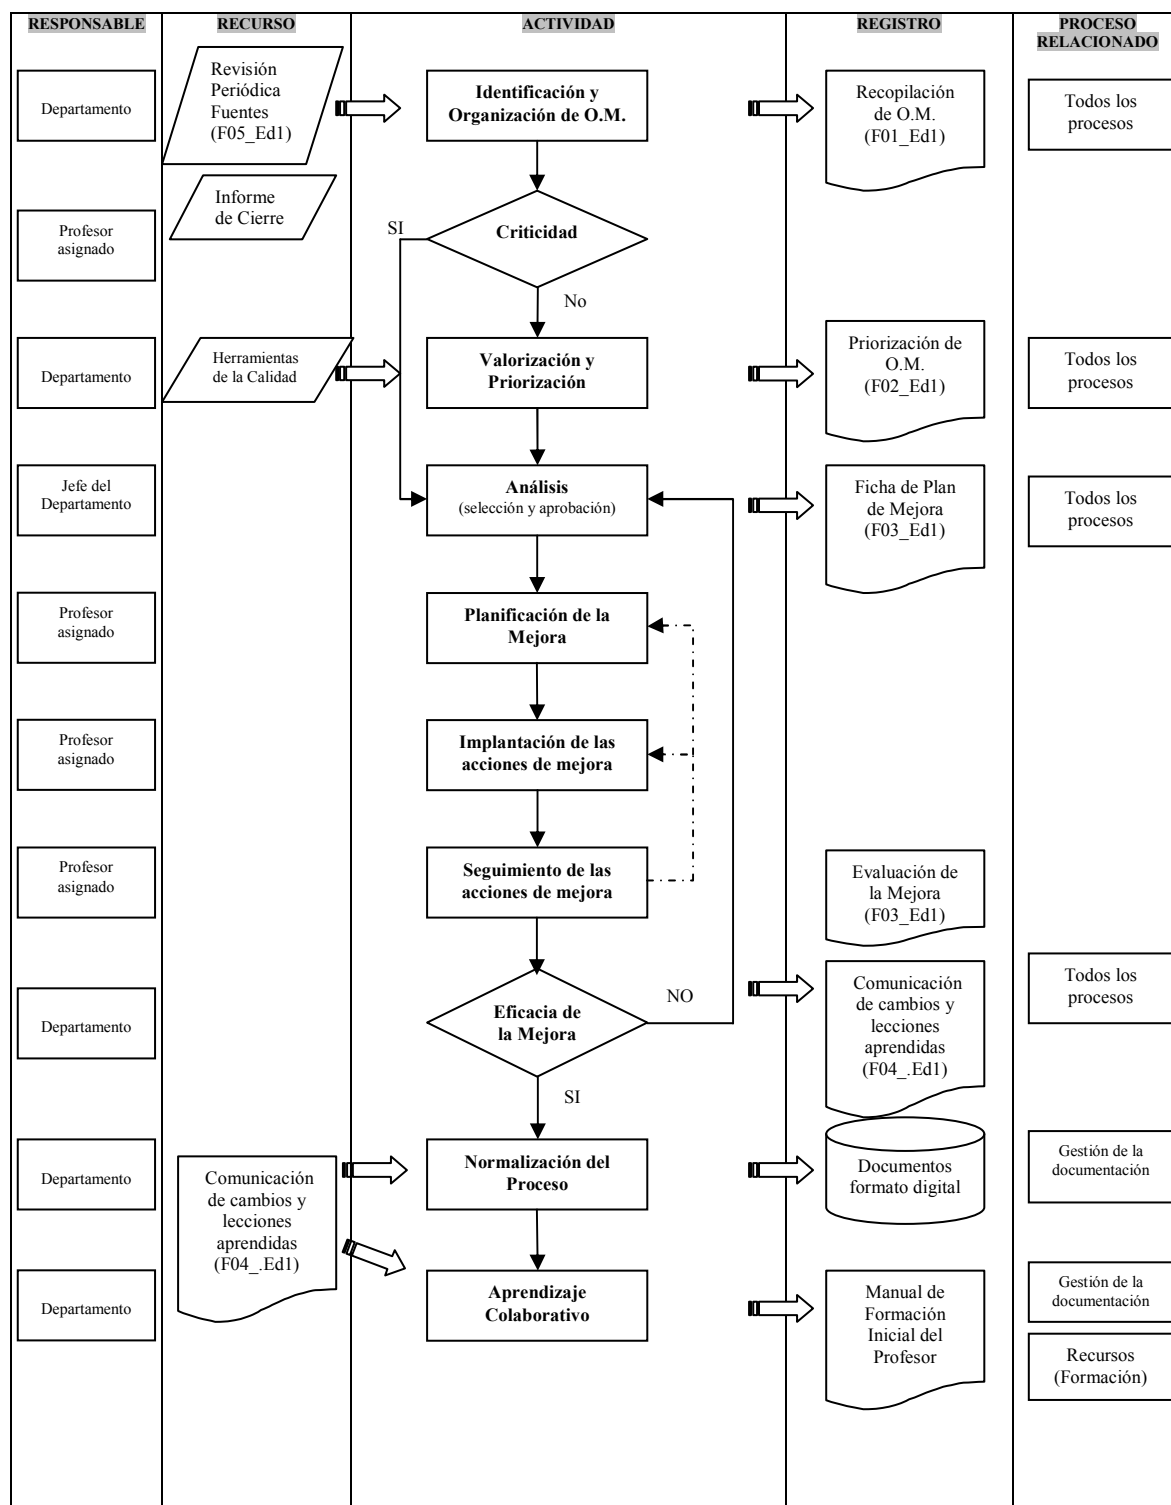 RESPONSABLE
RECURSO
ACTIVIDAD
REGISTRO
PROCESO
RELACIONADO
Departamento
Revisión
Periódica
Fuentes
(F05_Ed1)
Identificación y
Organización de O.M.
Recopilación
de O.M.
(F01_Ed1)
Todos los
procesos
Profesor
asignado
Informe
de Cierre
SI
Criticidad
No
Departamento
Herramientas
de la Calidad
Valorización y
Priorización
Priorización de
O.M.
(F02_Ed1)
Todos los
procesos
Jefe del
Departamento
Análisis
(selección y aprobación)
Ficha de Plan
de Mejora
(F03_Ed1)
Todos los
procesos
Profesor
asignado
Planificación de la
Mejora
Profesor
asignado
Implantación de las
acciones de mejora
Profesor
asignado
Seguimiento de las
acciones de mejora
Evaluación de
la Mejora
(F03_Ed1)
Departamento
Eficacia de
la Mejora
NO
SI
Comunicación
de cambios y
lecciones
aprendidas
(F04_.Ed1)
Todos los
procesos
Departamento
Comunicación
de cambios y
lecciones
aprendidas
(F04_.Ed1)
Normalización del
Proceso
Documentos
formato digital
Gestión de la
documentación
Departamento
Aprendizaje
Colaborativo
Manual de
Formación
Inicial del
Profesor
Gestión de la
documentación
Recursos
(Formación)